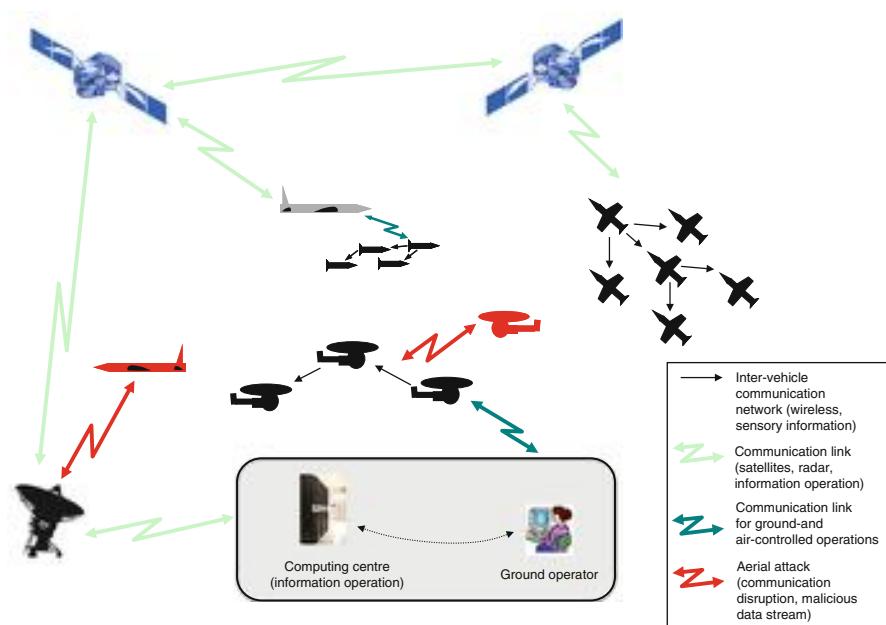 Inter-vehicle
communication
network (wireless,
sensory information)
Communication link
(satellites, radar,
information operation)
Communication link
for ground-and
air-controlled operations
Aerial attack
(communication
disruption, malicious
data stream)
Computing centre
(information operation)
Ground operator